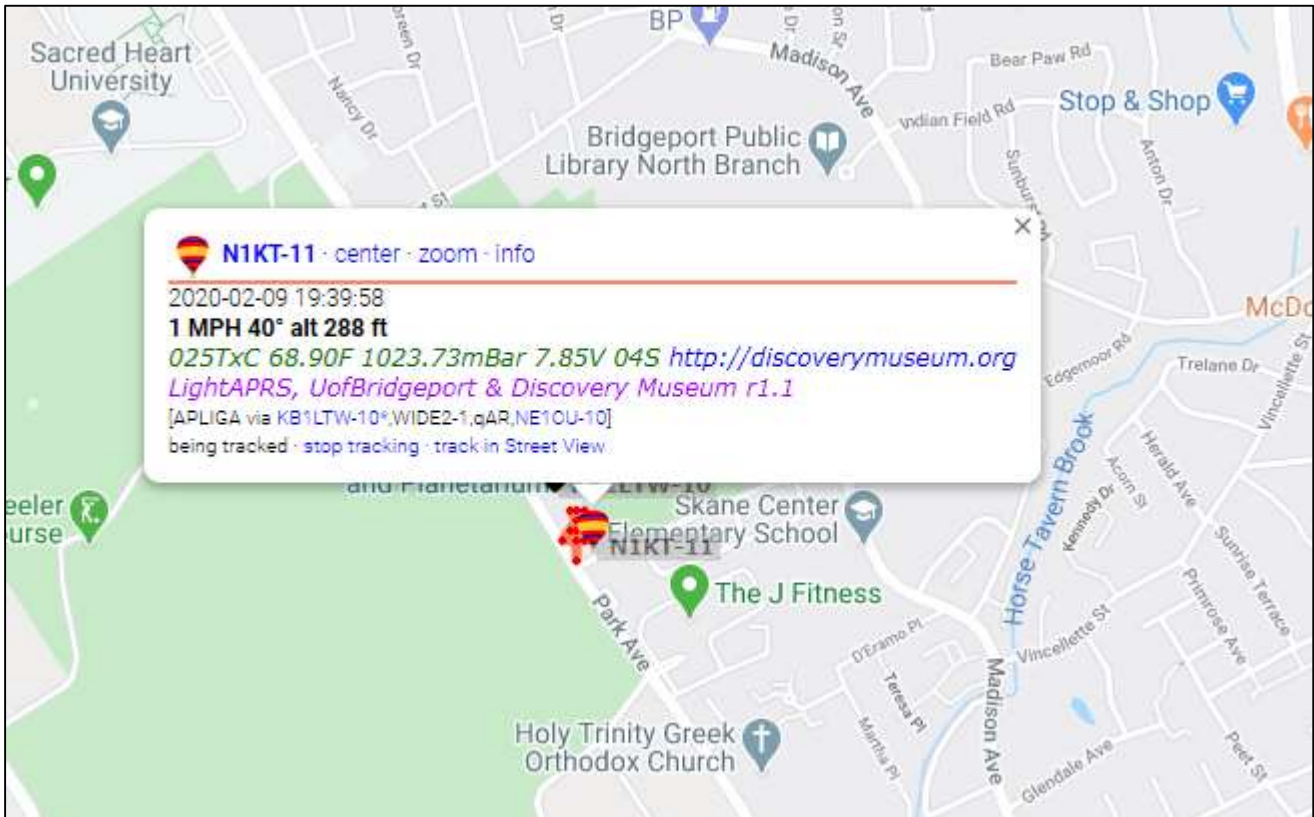 BP
Sacred Heart
University
Nancy Dr
Madison Ave
Bear Paw Rd
Stop & Shop
Indian Field Rd
Anton Dr
Bridgeport Public
Library North Branch
N1KT-11 · center · zoom · info
2020-02-09 19:39:58
1 MPH 40° alt 288 ft
025TxC 68.90F 1023.73mBar 7.85V 04S http://discoverymuseum.org
LightAPRS, UofBridgeport & Discovery Museum r1.1
[APLIGA via KB1LTW-10*,WIDE2-1,qAR,NE1OU-10]
being tracked · stop tracking · track in Street View
Edgemoor Rd
Trelane Dr
Vincellette St
Horse Tavern Brook
Acorn St
Herald Ave
Kennedy Dr
Sunrise Terrace
Primrose Ave
and Planetarium
Skane Center
Elementary School
N1KT-11
The J Fitness
Park Ave
D'Eramo Pl
Vincellette St
Teresa Pl
Martha Pl
Madison Ave
Holy Trinity Greek
Orthodox Church
Glendale Ave
Peet St